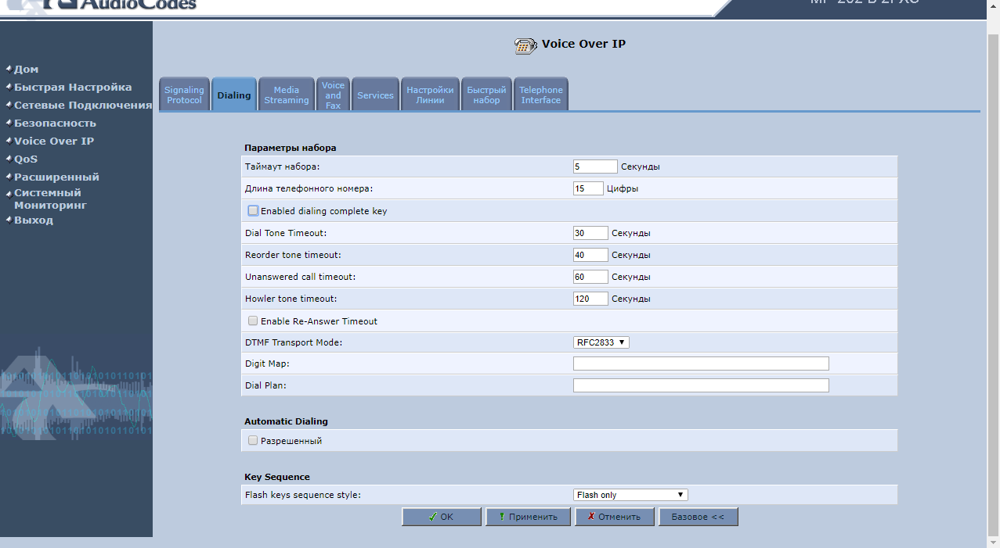 AudioCodes
Дом
Быстрая Настройка
Сетевые Подключения
Безопасность
Voice Over IP
QoS
Расширенный
Системный
Мониторинг
Выход
Voice Over IP
Signaling
Protocol
Dialing
Media
Streaming
Voice
and
Fax
Services
Настройки
Линии
Быстрый
набор
Telephone
Interface
Параметры набора
Таймаут набора: 5 Секунды
Длина телефонного номера: 15 Цифры
Enabled dialing complete key
Dial Tone Timeout: 30 Секунды
Reorder tone timeout: 40 Секунды
Unanswered call timeout: 60 Секунды
Howler tone timeout: 120 Секунды
Enable Re-Answer Timeout
DTMF Transport Mode: RFC2833
Digit Map:
Dial Plan:
Automatic Dialing
Разрешенный
Key Sequence
Flash keys sequence style: Flash only
OK
Применить
Отменить
Базовое <<